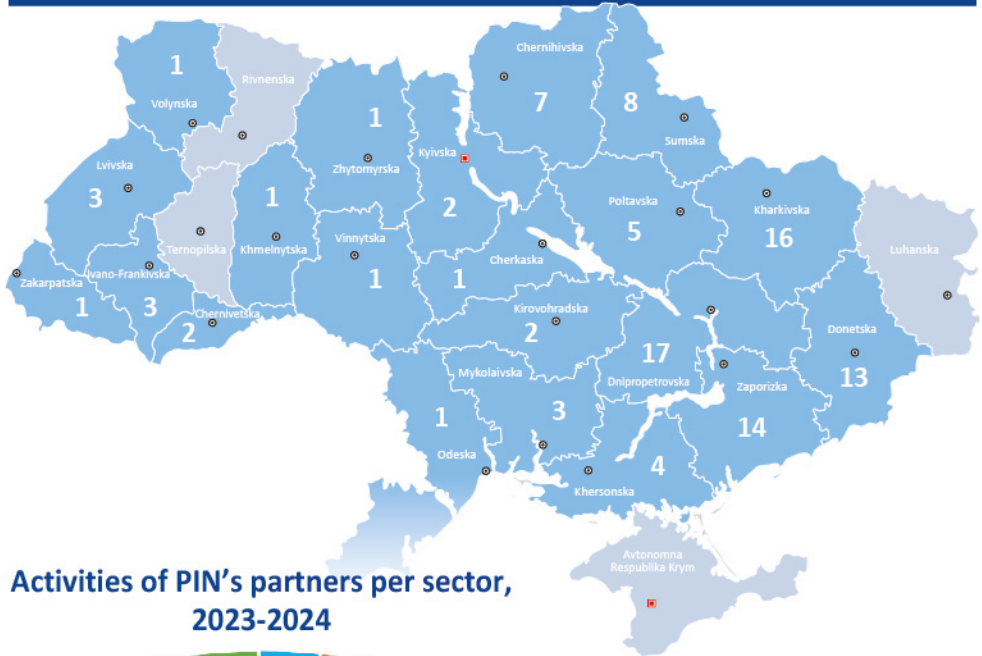 Chernihivska
7
8
Sumska
1
Volynska
Rivnenska
1
Zhytomyrska
Kyivska
2
Lvivska
3
Ternopilska
1
Khmelnytska
Vinnytska
1
Poltavska
5
Kharkivska
16
Luhanska
Zakarpatska
1
Ivano-Frankivska
3
Chernivetska
2
Cherkaska
1
Kirovohradska
2
17
Dnipropetrovska
Donetska
13
Zaporizka
14
Mykolaivska
3
1
Odeska
4
Khersonska
Avtonomna
Respublika Krym
Activities of PIN's partners per sector,
2023-2024